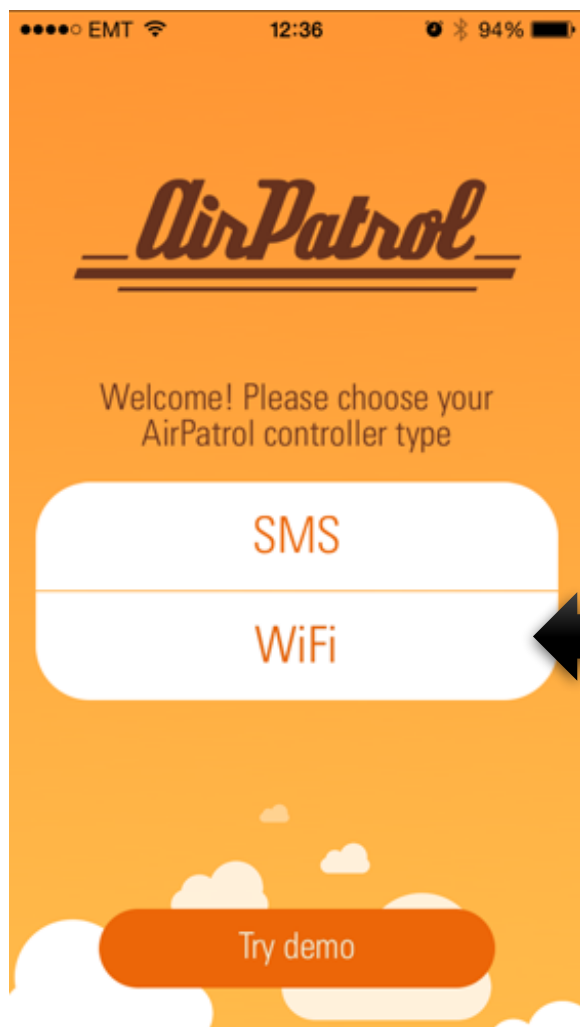 EMT 12:36 94%
AirPatrol
Welcome! Please choose your
AirPatrol controller type
SMS
WiFi
Try demo